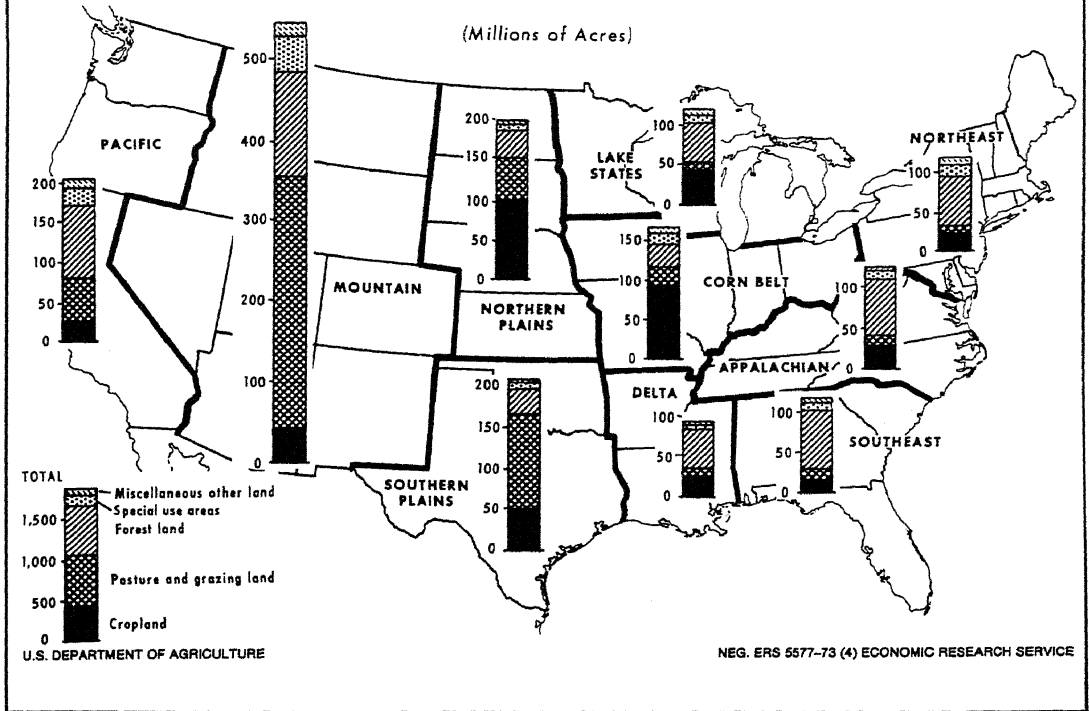 (Millions of Acres)
500
400
300
200
100
0
PACIFIC
200
150
100
50
0
MOUNTAIN
200
150
100
50
0
NORTHERN
PLAINS
LAKE
STATES
100
50
0
NORTHEAST
100
50
0
150
100
50
0
CORN BELT
100
50
0
APPALACHIAN
DELTA
100
50
0
SOUTHEAST
100
50
0
SOUTHERN
PLAINS
200
150
100
50
0
TOTAL
Miscellaneous other land
Special use areas
Forest land
1,500
1,000
Pasture and grazing land
500
Cropland
0
U.S. DEPARTMENT OF AGRICULTURE
NEG. ERS 5577-73 (4) ECONOMIC RESEARCH SERVICE